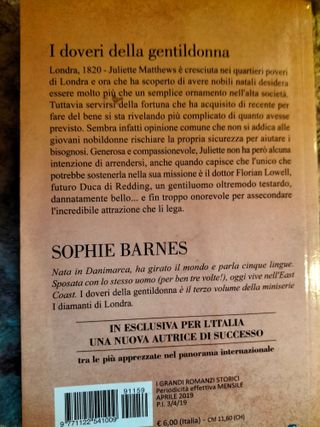 I doveri della gentildonna
Londra, 1820 - Juliette Matthews è cresciuta nei quartieri poveri
di Londra e ora che ha scoperto di avere nobili natali desidera
essere molto più che un semplice ornamento nell'alta società.
Tuttavia servirsi della fortuna che ha acquisito di recente per
fare del bene si sta rivelando più complicato di quanto avesse
previsto. Sembra infatti opinione comune che non si addica alle
giovani nobildonne rischiare la propria sicurezza per aiutare i
bisognosi. Generosa e compassionevole, Juliette non ha però alcuna
intenzione di arrendersi, anche quando capisce che l'unico che
potrebbe sostenerla nella sua missione è il dottor Florian Lowell,
futuro Duca di Redding, un gentiluomo oltremodo testardo,
dannatamente bello... e fin troppo onorevole per assecondare
l'incredibile attrazione che li lega.
SOPHIE BARNES
Nata in Danimarca, ha girato il mondo e parla cinque lingue.
Sposata con lo stesso uomo (per ben tre volte!), oggi vive nell'East
Coast. I doveri della gentildonna è il terzo volume della miniserie
I diamanti di Londra.
IN ESCLUSIVA PER L'ITALIA
UNA NUOVA AUTRICE DI SUCCESSO
tra le più apprezzate nel panorama internazionale
91159
9 771122 541009
I GRANDI ROMANZI STORICI
Periodicità effettiva MENSILE
APRILE 2019
P.I. 3/4/19
€ 6,00 (Italia) - CM 11,60 (CH)